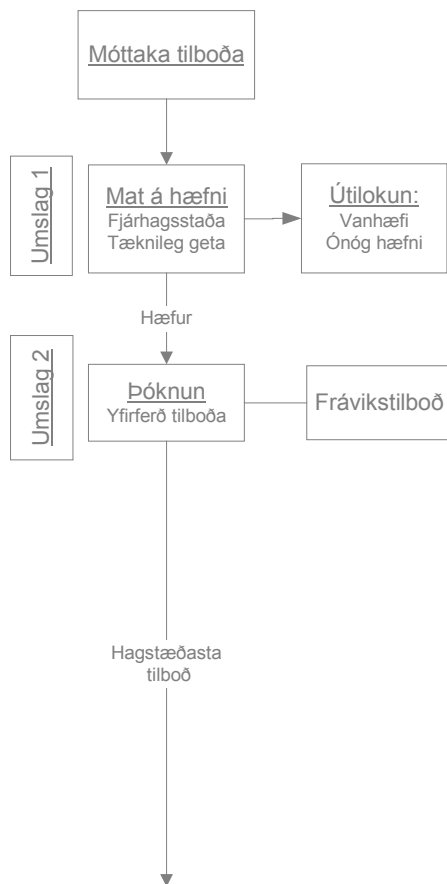 Móttaka tilboða
Umslag 1
Mat á hæfni
Fjárhagsstaða
Tæknileg geta
Útilokun:
Vanhæfi
Ónóg hæfni
Hæfur
Umslag 2
Þóknun
Yfirferð tilboða
Frávikstilboð
Hagstæðasta
tilboð